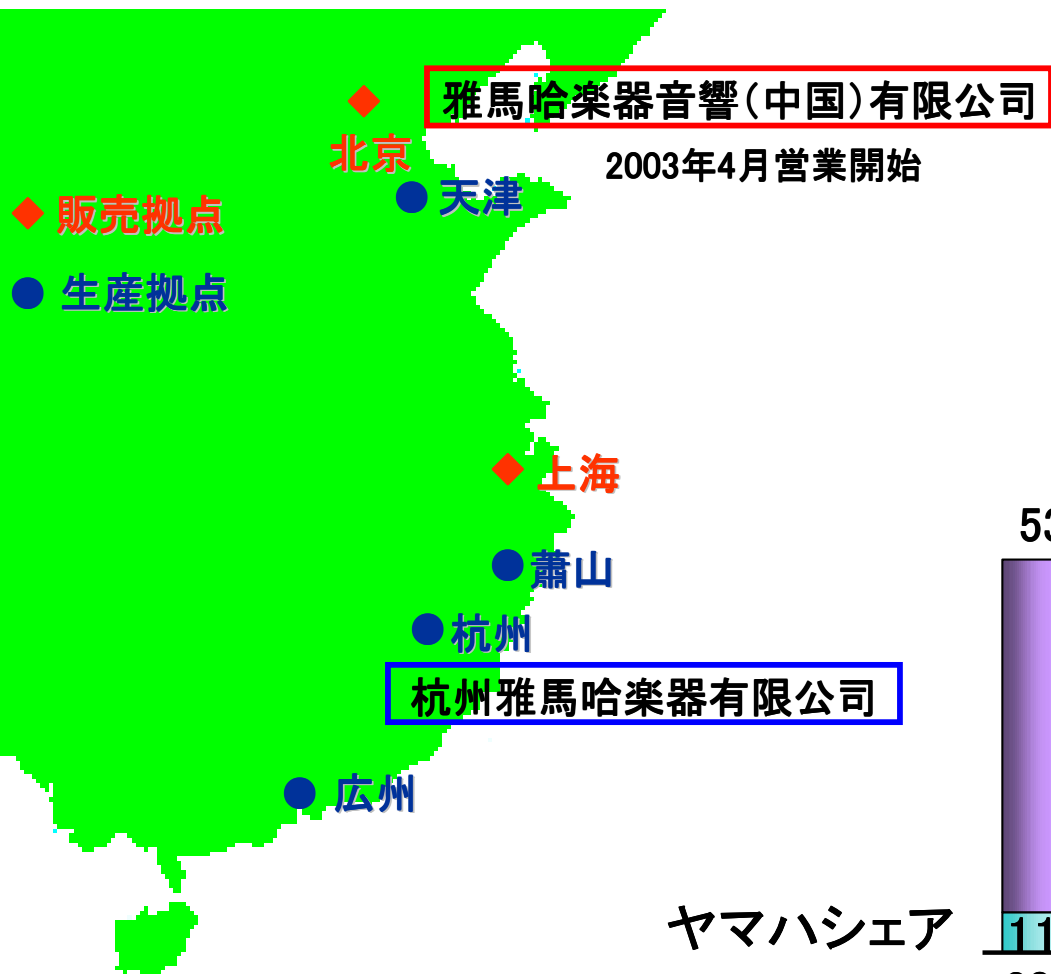 雅馬哈楽器音響(中国)有限公司
北京
2003年4月営業開始
天津
販売拠点
生産拠点
上海
53
蕭山
杭州
杭州雅馬哈楽器有限公司
広州
ヤマハシェア
11